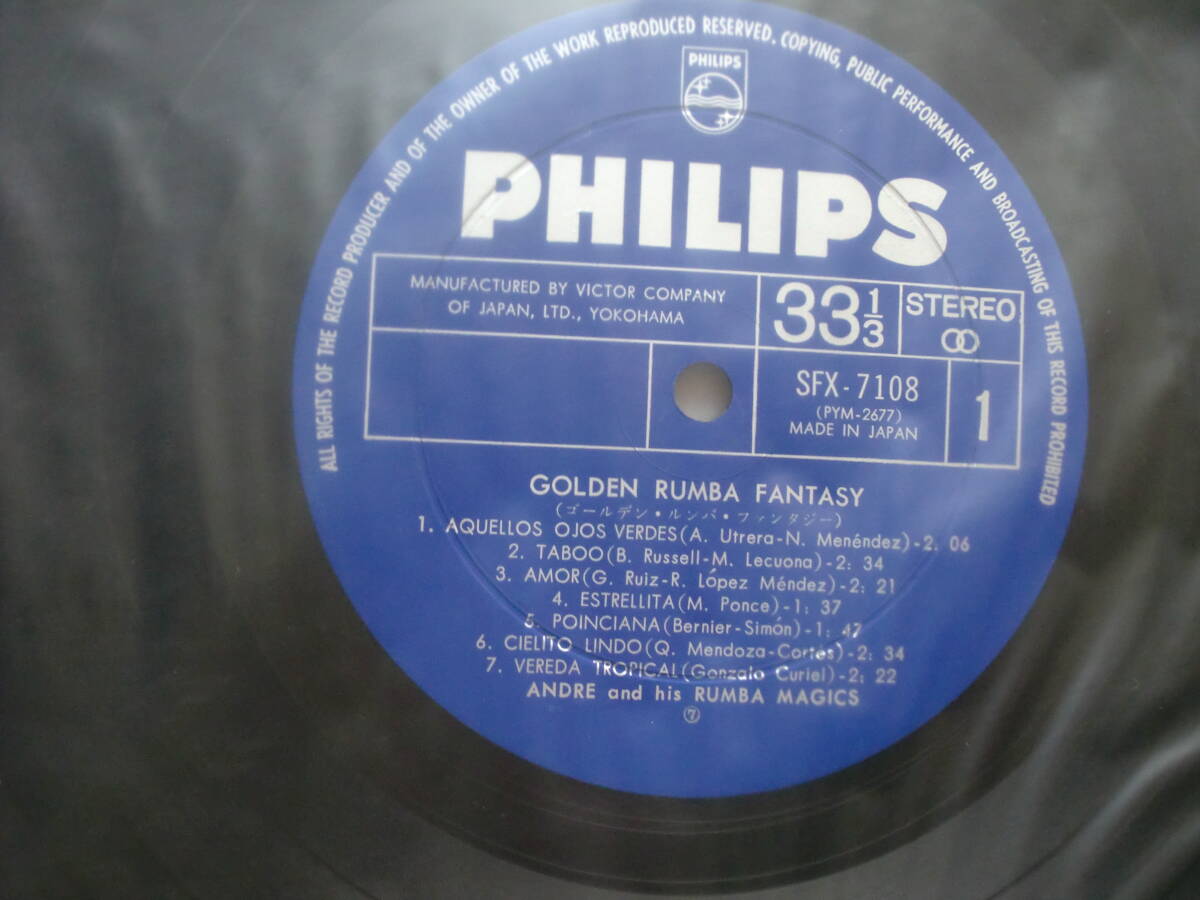 ALL RIGHTS OF THE RECORD PRODUCER AND OF THE OWNER OF THE WORK REPRODUCED RESERVED. COPYING, PUBLIC PERFORMANCE AND BROADCASTING OF THIS RECORD PROHIBITED
PHILIPS
PHILIPS
MANUFACTURED BY VICTOR COMPANY
OF JAPAN, LTD., YOKOHAMA
33 1/3
STEREO
SFX-7108
(PYM-2677)
MADE IN JAPAN
1
GOLDEN RUMBA FANTASY
(ゴールデン・ルンバ・ファンタジー)
1. AQUELLOS OJOS VERDES(A. Utrera-N. Menéndez)-2: 06
2. TABOO(B. Russell-M. Lecuona)-2: 34
3. AMOR(G. Ruiz-R. López Méndez)-2: 21
4. ESTRELLITA(M. Ponce)-1: 37
5. POINCIANA(Bernier-Simón)-1: 47
6. CIELITO LINDO(Q. Mendoza-Cortés)-2: 34
7. VEREDA TROPICAL(Gonzalo Curiel)-2: 22
ANDRE and his RUMBA MAGICS
⑦